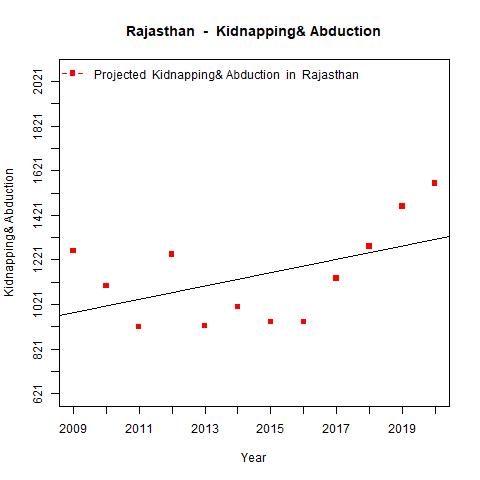 Rajasthan - Kidnapping& Abduction
Projected Kidnapping& Abduction in Rajasthan
Kidnapping& Abduction
2021
1821
1621
1421
1221
1021
821
621
2009 2011 2013 2015 2017 2019
Year